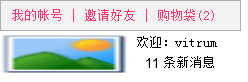 我的帐号 | 邀请好友 | 购物袋(2)
欢迎：vitrum
11 条新消息